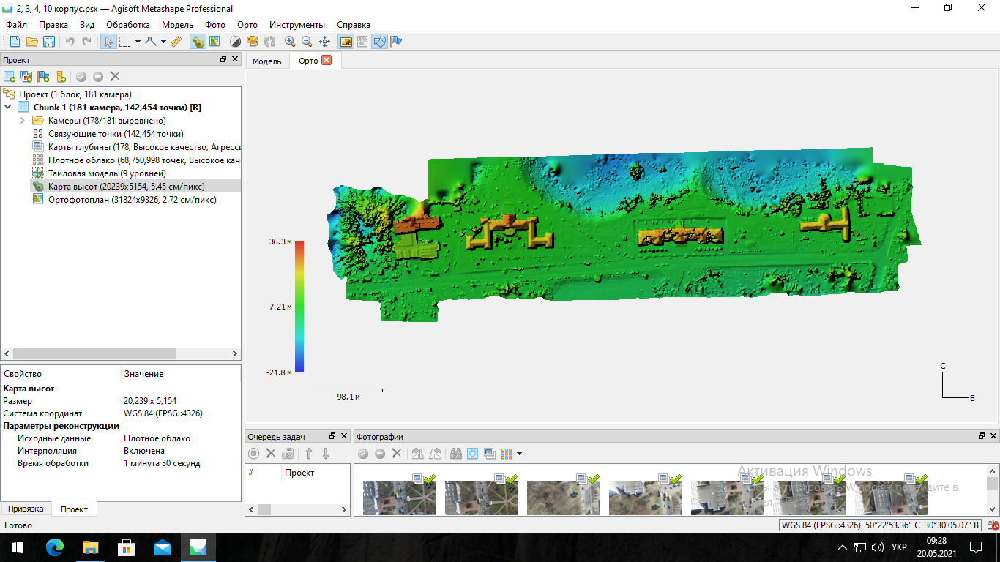 2, 3, 4, 10 корпус.psx — Agisoft Metashape Professional
Файл Правка Вид Обработка Модель Фото Орто Инструменты Справка
Проект
Модель Орто
Проект (1 блок, 181 камера)
Chunk 1 (181 камера, 142,454 точки) [R]
Камеры (178/181 выровнено)
Связующие точки (142,454 точки)
Карты глубины (178, Высокое качество, Агресси
Плотное облако (68,750,998 точек, Высокое кач
Тайловая модель (9 уровней)
Карта высот (20239x5154, 5.45 см/пикс)
Ортофотоплан (31824x9326, 2.72 см/пикс)
36.3 м
7.21 м
-21.8 м
98.1 м
С
В
Свойство Значение
Карта высот
Размер 20,239 x 5,154
Система координат WGS 84 (EPSG::4326)
Параметры реконструкции
Исходные данные Плотное облако
Интерполяция Включена
Время обработки 1 минута 30 секунд
Привязка Проект
Очередь задач
# Проект
Фотографии
Активация Windows
активировать Windows, перейдите в
Готово
WGS 84 (EPSG::4326) 50°22'53.36" С 30°30'05.07" В
УКР
09:28
20.05.2021